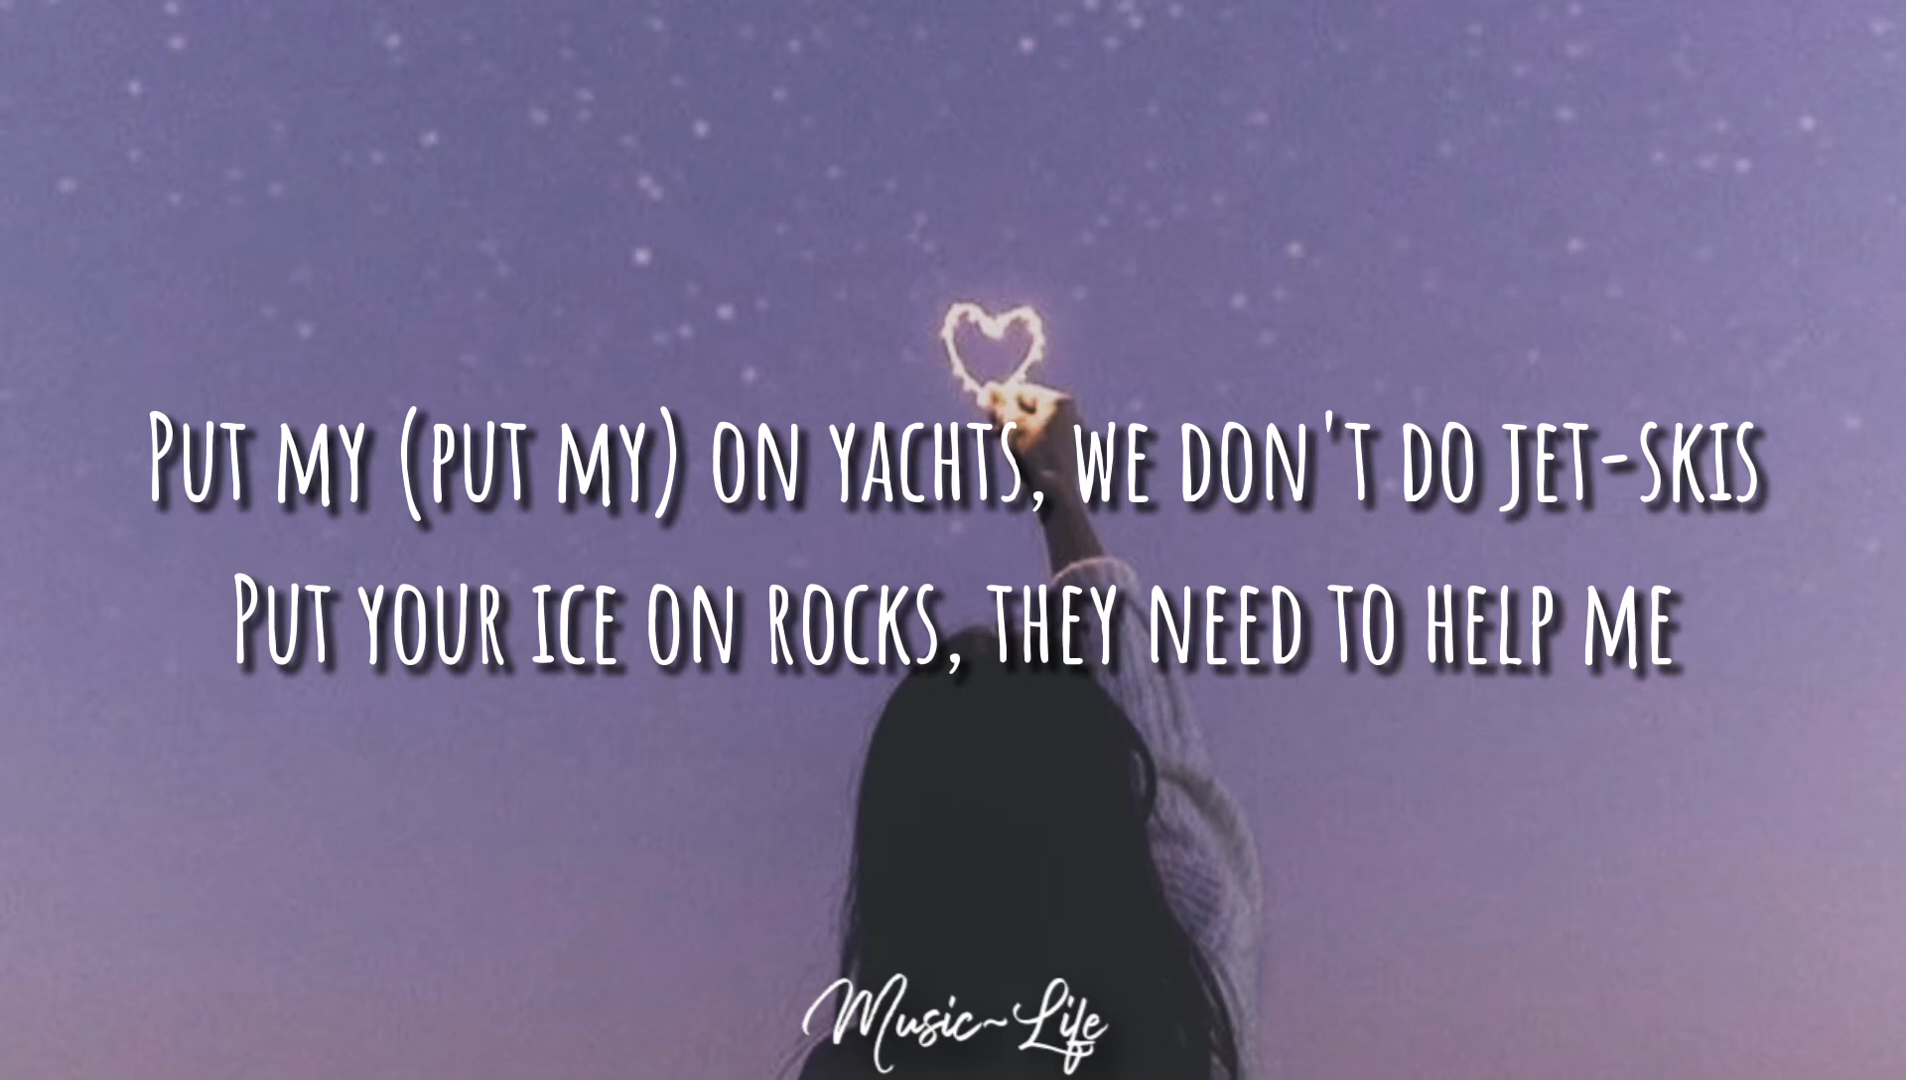 Put my (put my) on yachts, we don't do jet-skis
Put your ice on rocks, they need to help me
Music~Life